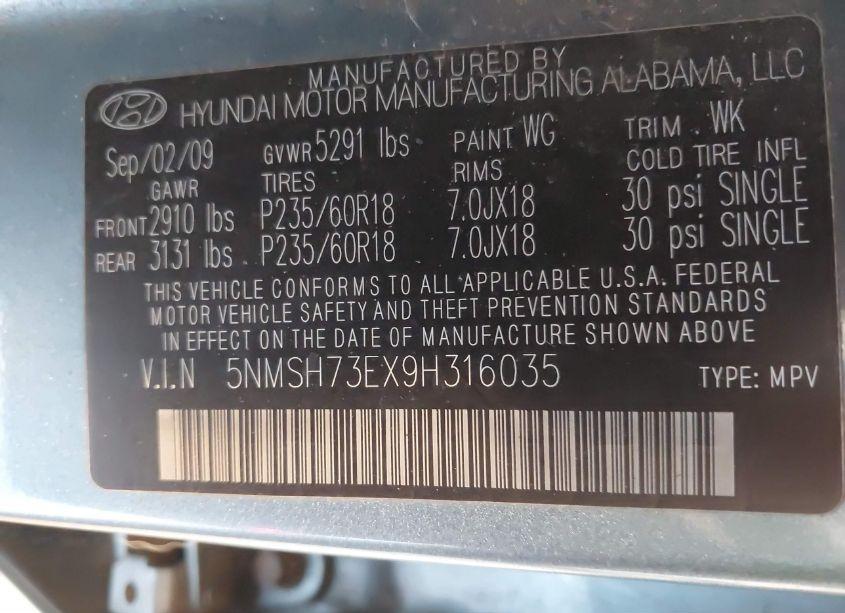 MANUFACTURED BY
HYUNDAI MOTOR MANUFACTURING ALABAMA, LLC
Sep/02/09 GVWR 5291 lbs PAINT WG TRIM . WK
GAWR TIRES RIMS COLD TIRE INFL
FRONT 2910 lbs P235/60R18 7.0JX18 30 psi SINGLE
REAR 3131 lbs P235/60R18 7.0JX18 30 psi SINGLE
THIS VEHICLE CONFORMS TO ALL APPLICABLE U.S.A. FEDERAL
MOTOR VEHICLE SAFETY AND THEFT PREVENTION STANDARDS
IN EFFECT ON THE DATE OF MANUFACTURE SHOWN ABOVE
V.I.N 5NMSH73EX9H316035 TYPE: MPV